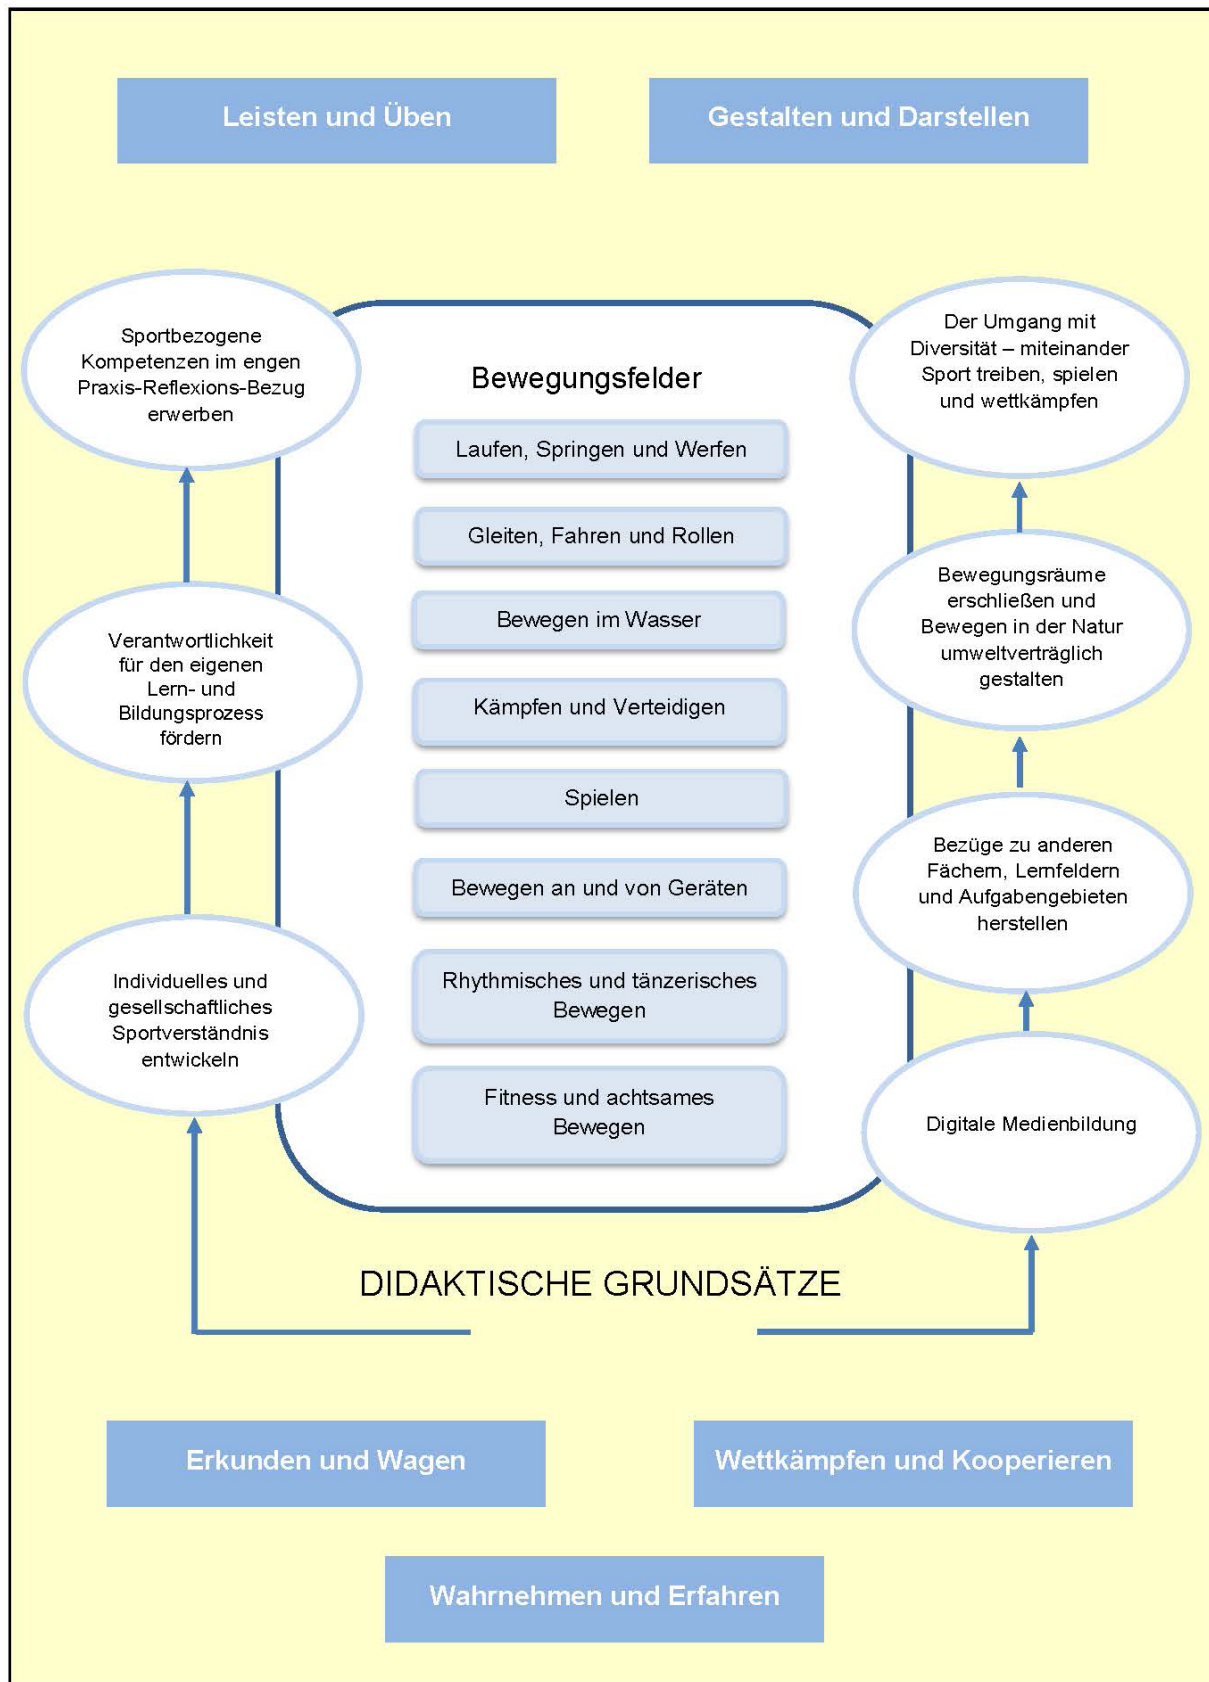 Leisten und Üben
Gestalten und Darstellen
Sportbezogene
Kompetenzen im engen
Praxis-Reflexions-Bezug
erwerben
Verantwortlichkeit
für den eigenen
Lern- und
Bildungsprozess
fördern
Individuelles und
gesellschaftliches
Sportverständnis
entwickeln
Bewegungsfelder
Laufen, Springen und Werfen
Gleiten, Fahren und Rollen
Bewegen im Wasser
Kämpfen und Verteidigen
Spielen
Bewegen an und von Geräten
Rhythmisches und tänzerisches
Bewegen
Fitness und achtsames
Bewegen
Der Umgang mit
Diversität – miteinander
Sport treiben, spielen
und wettkämpfen
Bewegungsräume
erschließen und
Bewegen in der Natur
umweltverträglich
gestalten
Bezüge zu anderen
Fächern, Lernfeldern
und Aufgabengebieten
herstellen
Digitale Medienbildung
DIDAKTISCHE GRUNDSÄTZE
Erkunden und Wagen
Wettkämpfen und Kooperieren
Wahrnehmen und Erfahren